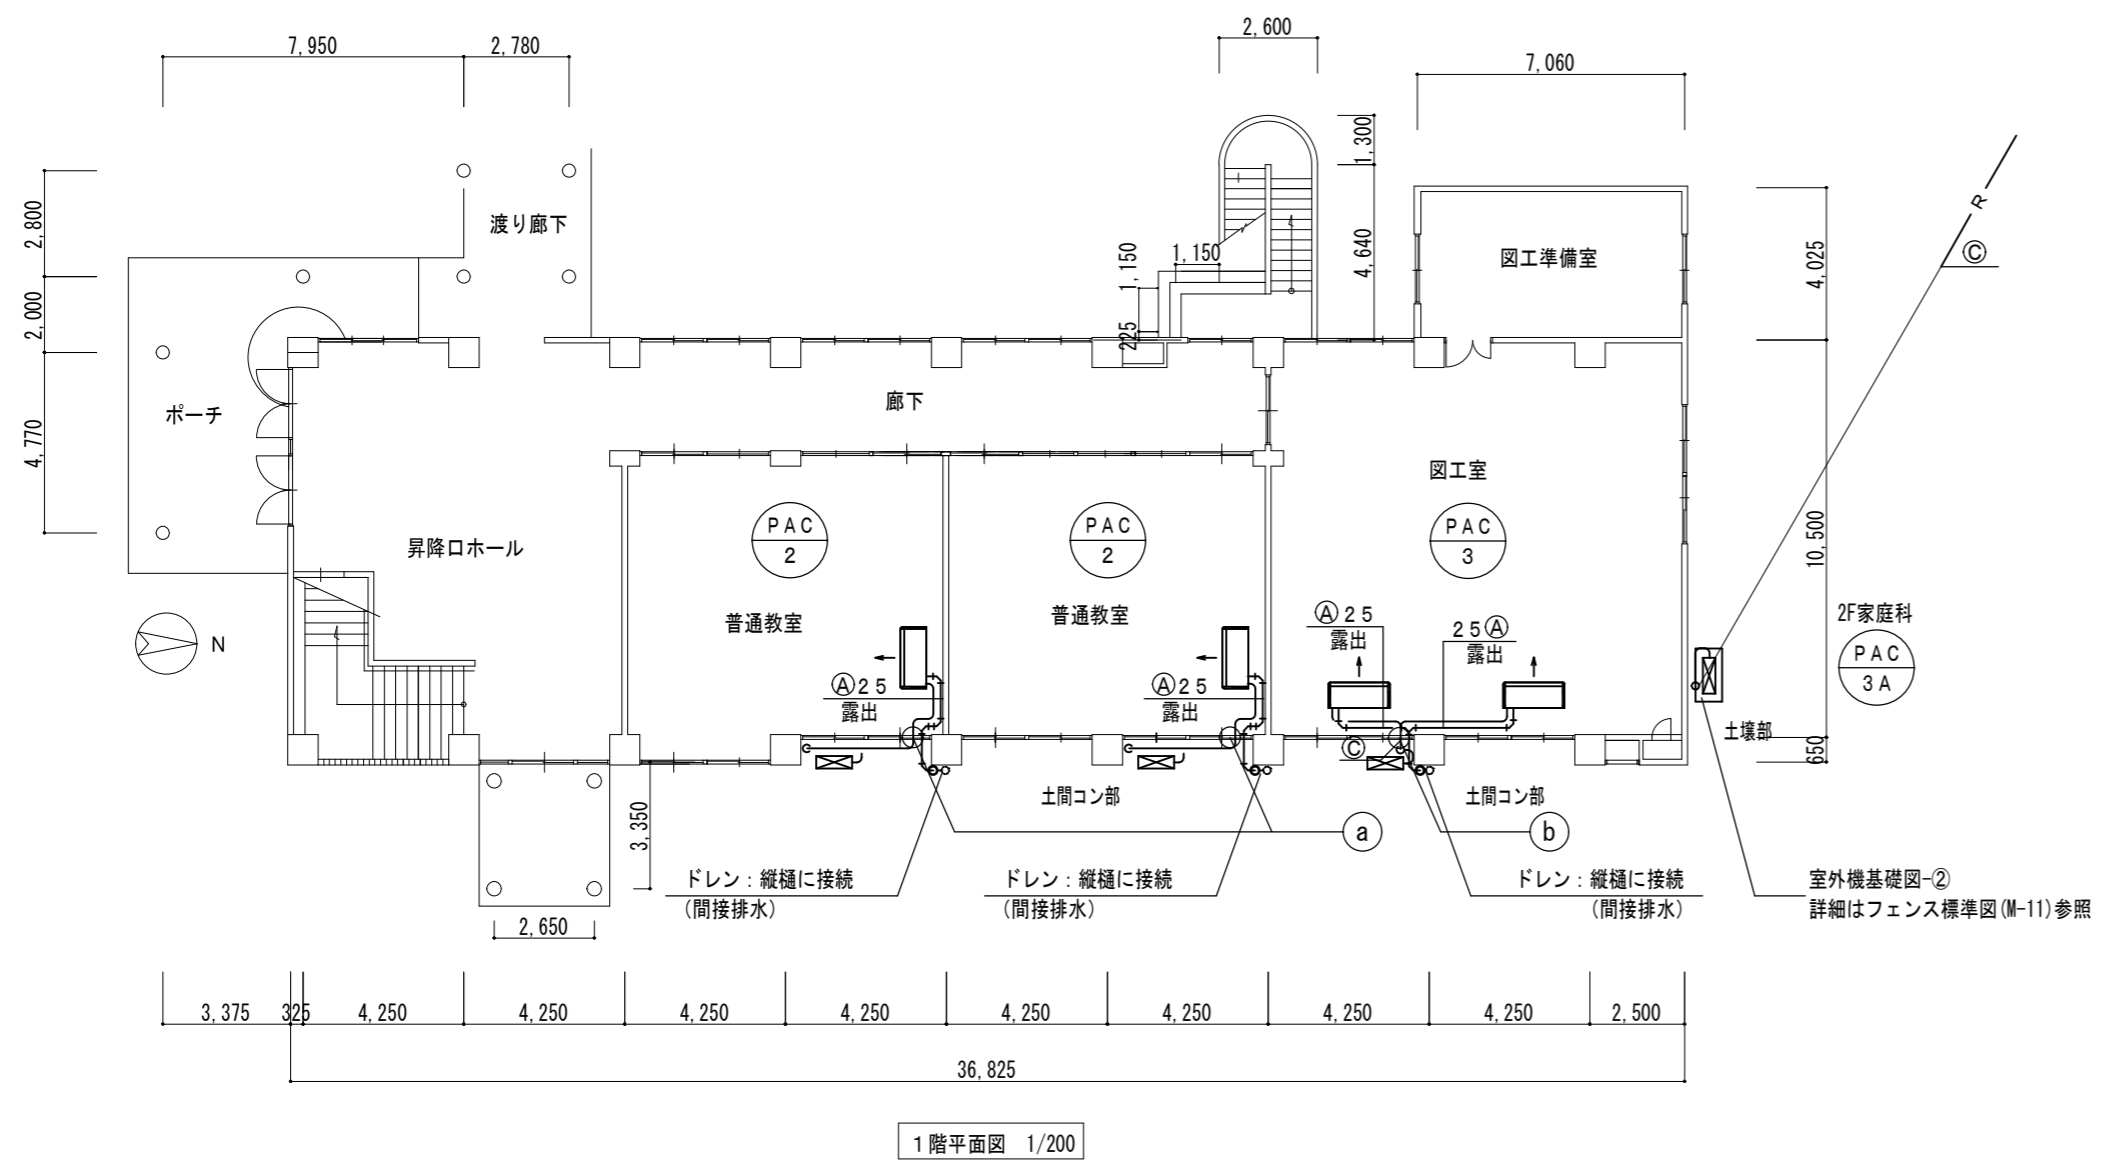 2,600
7,950
2,780
7,060
1,300
R
2,800
渡り廊下
4,640
1,150
1,150
図工準備室
Ⓒ
4,025
2,000
225
ポーチ
廊下
4,770
図工室
PAC
2
PAC
2
PAC
3
10,500
昇降口ホール
普通教室
普通教室
Ⓐ25
露出
25Ⓐ
露出
2F家庭科
PAC
3A
N
Ⓐ25
露出
Ⓐ25
露出
Ⓒ
土壌部
650
土間コン部
土間コン部
3,350
a
b
ドレン：縦樋に接続
(間接排水)
ドレン：縦樋に接続
(間接排水)
ドレン：縦樋に接続
(間接排水)
室外機基礎図-②
詳細はフェンス標準図(M-11)参照
2,650
3,375
325
4,250
4,250
4,250
4,250
4,250
4,250
4,250
4,250
2,500
36,825
1階平面図 1/200